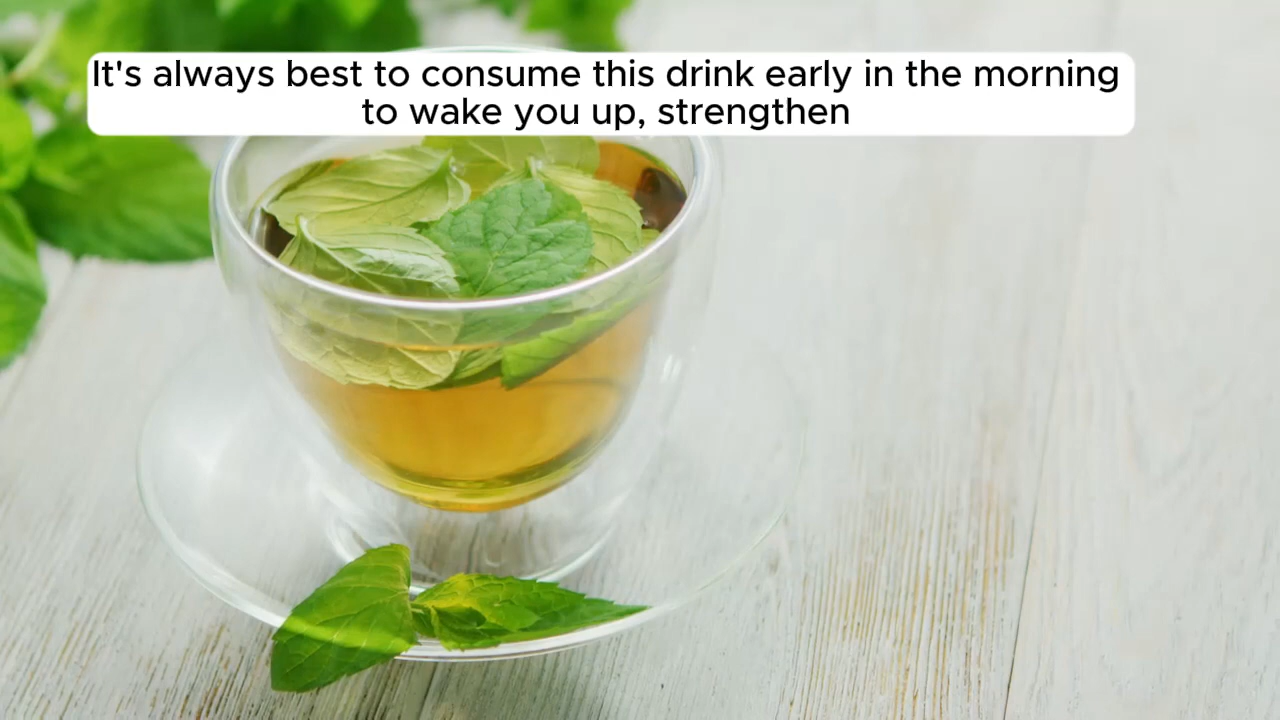 It's always best to consume this drink early in the morning
to wake you up, strengthen